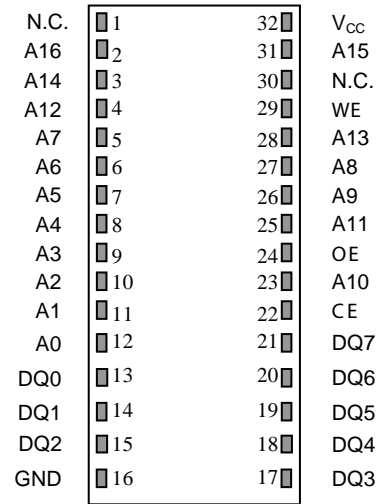 N.C. 1 32 VCC
A16 2 31 A15
A14 3 30 N.C.
A12 4 29 WE
A7 5 28 A13
A6 6 27 A8
A5 7 26 A9
A4 8 25 A11
A3 9 24 OE
A2 10 23 A10
A1 11 22 CE
A0 12 21 DQ7
DQ0 13 20 DQ6
DQ1 14 19 DQ5
DQ2 15 18 DQ4
GND 16 17 DQ3